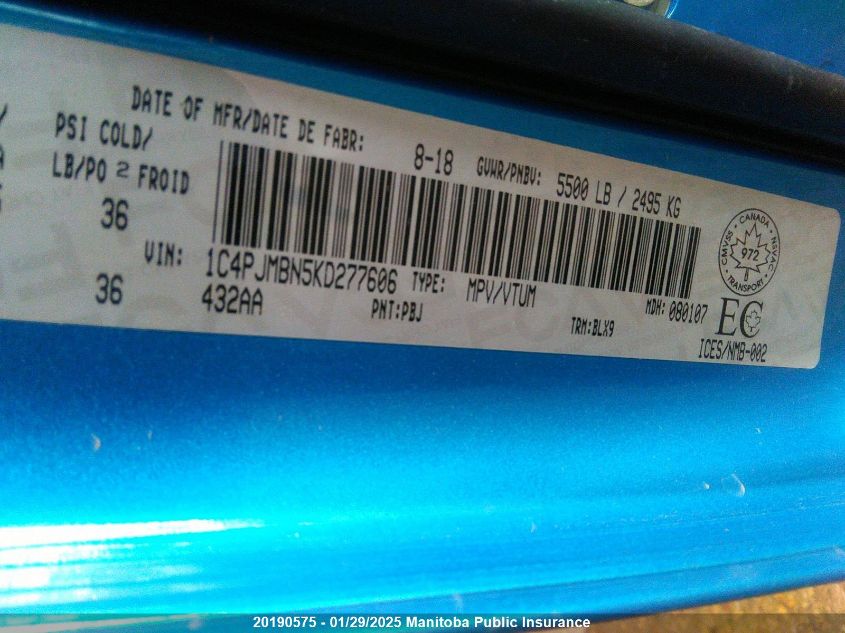 DATE OF MFR/DATE DE FABR: 8-18 GVWR/PNBV: 5500 LB / 2495 KG
PSI COLD/
LB/PO 2 FROID
36
36
VIN: 1C4PJMBN5KD277606 TYPE: MPV/VTUM MDH: 080107
432AA PNT:PBJ TRM:BLX9
CMVSS CANADA NSVAC
972
TRANSPORT
EC
ICES/NMB-002
20190575 - 01/29/2025 Manitoba Public Insurance